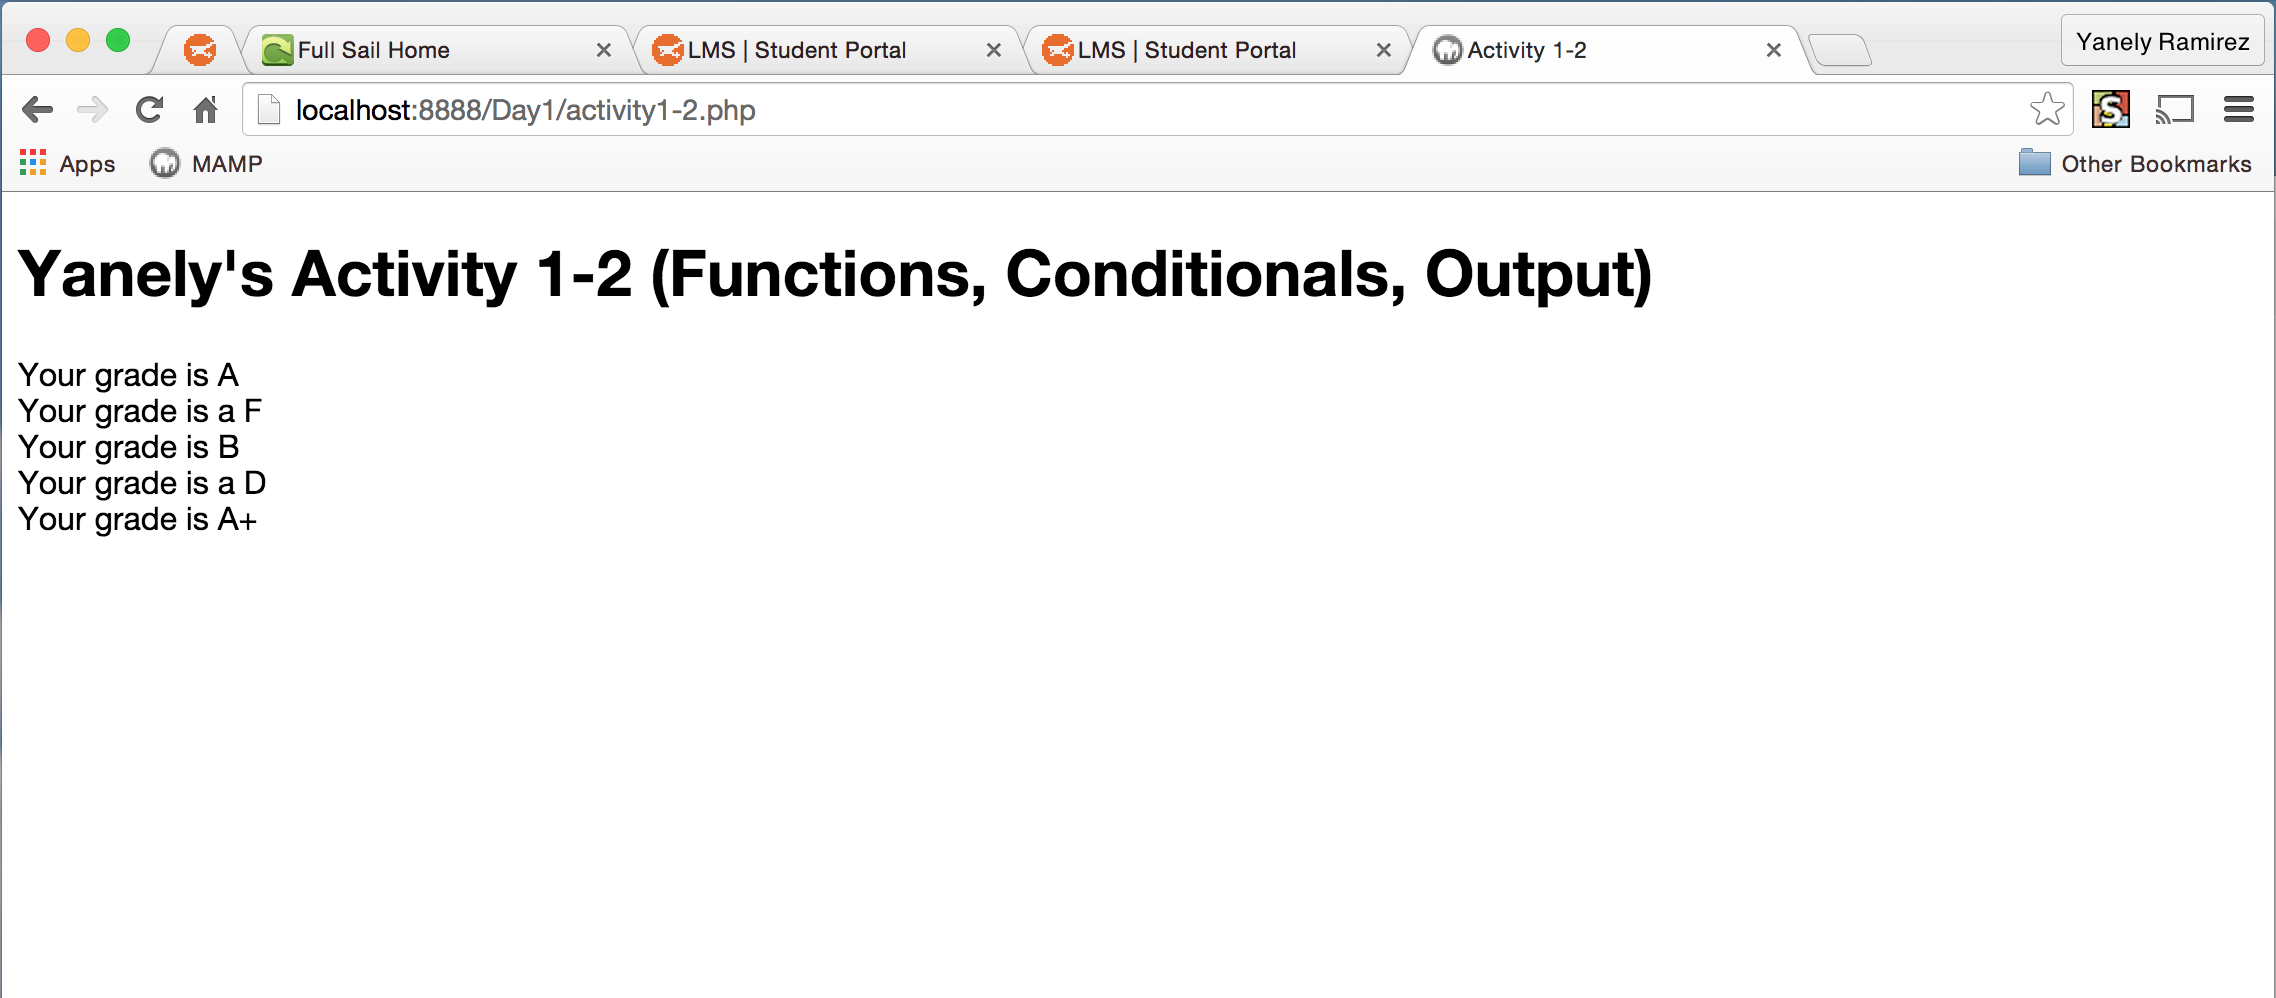 Full Sail Home
LMS | Student Portal
LMS | Student Portal
Activity 1-2
Yanely Ramirez
localhost:8888/Day1/activity1-2.php
S
Apps
MAMP
Other Bookmarks
Yanely's Activity 1-2 (Functions, Conditionals, Output)
Your grade is A
Your grade is a F
Your grade is B
Your grade is a D
Your grade is A+